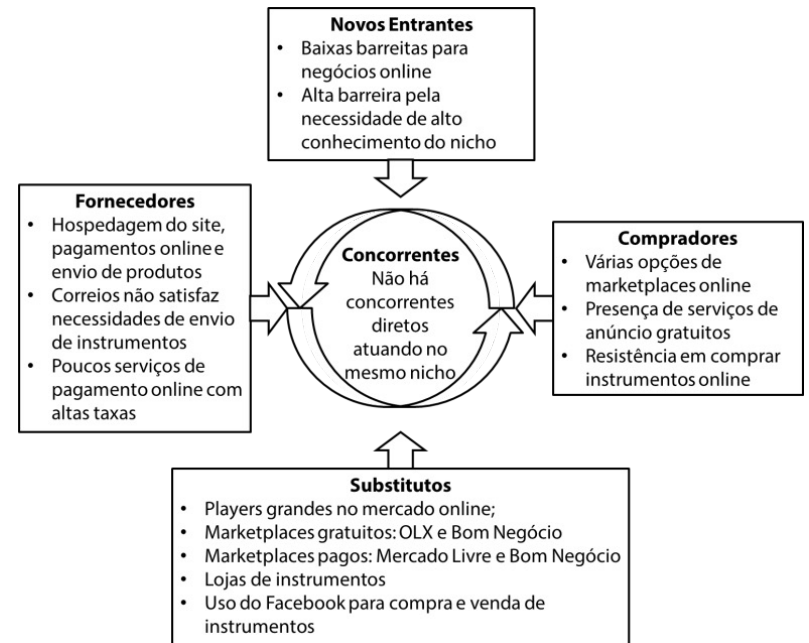 Novos Entrantes
• Baixas barreitas para
negócios online
• Alta barreira pela
necessidade de alto
conhecimento do nicho
Fornecedores
• Hospedagem do site,
pagamentos online e
envio de produtos
• Correios não satisfaz
necessidades de envio
de instrumentos
• Poucos serviços de
pagamento online com
altas taxas
Concorrentes
Não há
concorrentes
diretos
atuando no
mesmo nicho
Compradores
• Várias opções de
marketplaces online
• Presença de serviços de
anúncio gratuitos
• Resistência em comprar
instrumentos online
Substitutos
• Players grandes no mercado online;
• Marketplaces gratuitos: OLX e Bom Negócio
• Marketplaces pagos: Mercado Livre e Bom Negócio
• Lojas de instrumentos
• Uso do Facebook para compra e venda de
instrumentos